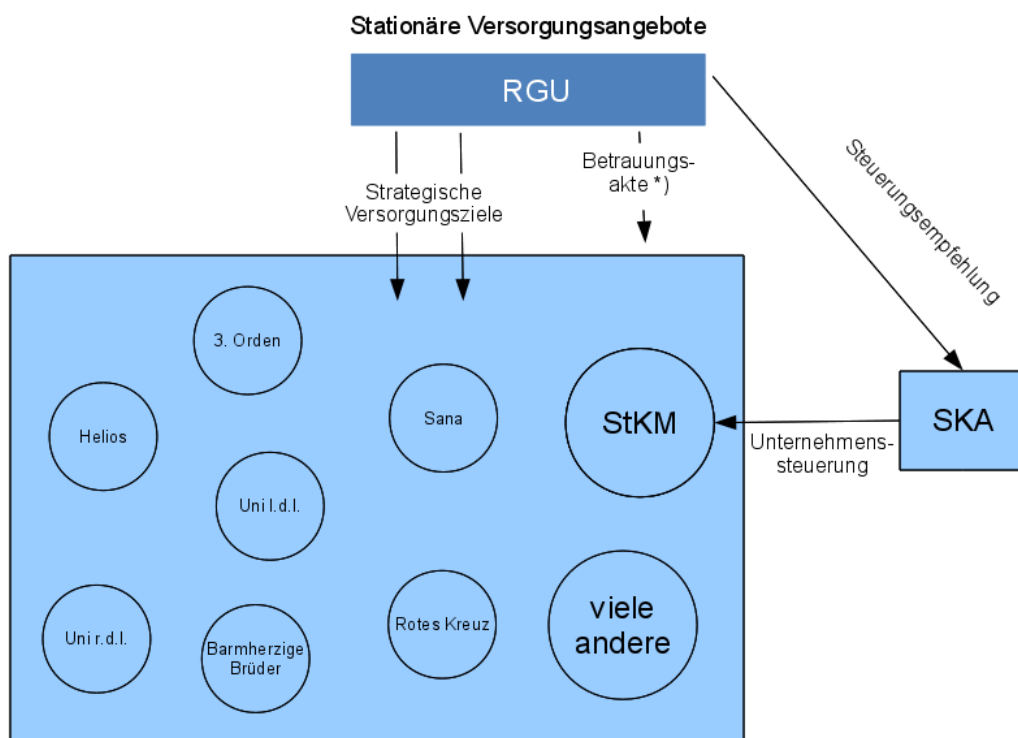 Stationäre Versorgungsangebote
RGU
Strategische
Versorgungsziele
Betrauungs-
akte *)
Steuerungsempfehlung
3. Orden
Helios
Sana
StKM
Unternehmens-
steuerung
SKA
Uni l.d.I.
Uni r.d.I.
Barmherzige
Brüder
Rotes Kreuz
viele
andere